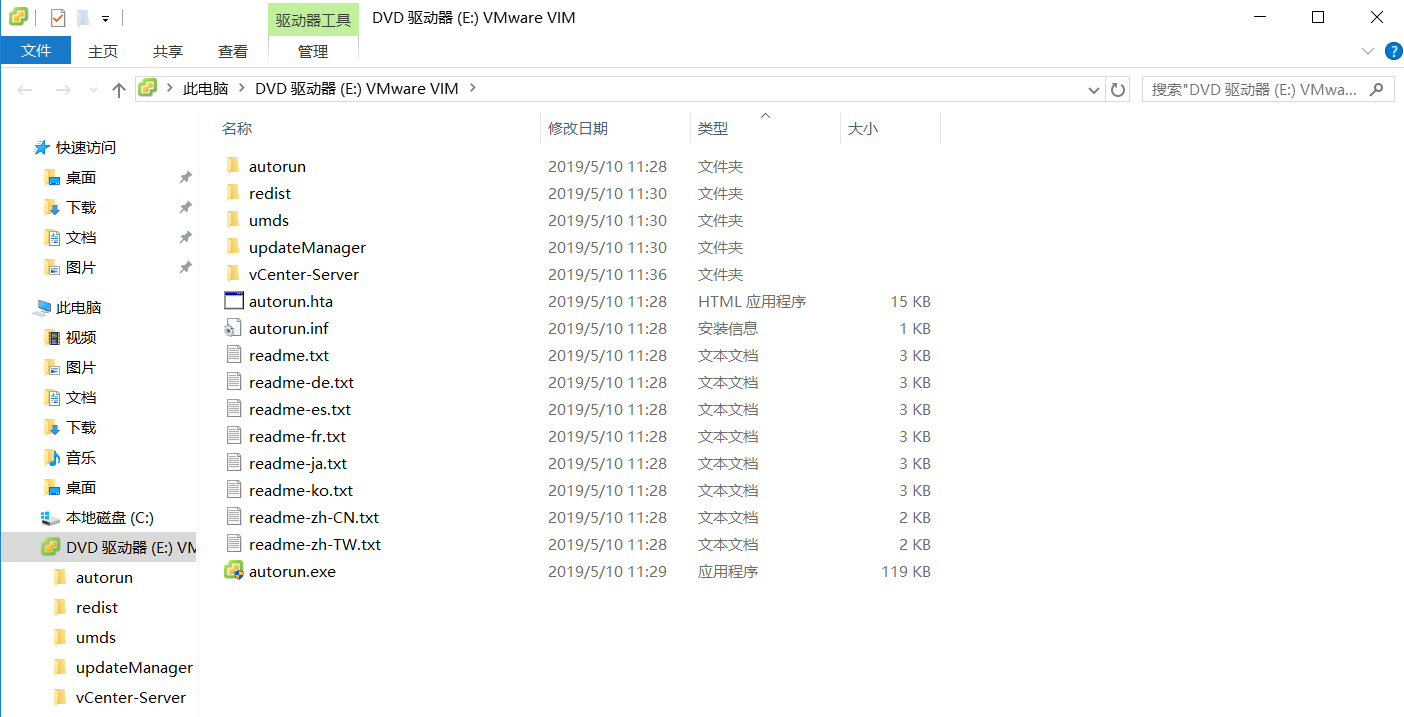 驱动器工具 DVD 驱动器 (E:) VMware VIM
文件 主页 共享 查看 管理
此电脑 DVD 驱动器 (E:) VMware VIM 搜索"DVD 驱动器 (E:) VMwa...
名称 修改日期 类型 大小
快速访问
桌面
下载
文档
图片
此电脑
视频
图片
文档
下载
音乐
桌面
本地磁盘 (C:)
DVD 驱动器 (E:) VM
autorun
redist
umds
updateManager
vCenter-Server
autorun 2019/5/10 11:28 文件夹
redist 2019/5/10 11:30 文件夹
umds 2019/5/10 11:30 文件夹
updateManager 2019/5/10 11:30 文件夹
vCenter-Server 2019/5/10 11:36 文件夹
autorun.hta 2019/5/10 11:28 HTML 应用程序 15 KB
autorun.inf 2019/5/10 11:28 安装信息 1 KB
readme.txt 2019/5/10 11:28 文本文档 3 KB
readme-de.txt 2019/5/10 11:28 文本文档 3 KB
readme-es.txt 2019/5/10 11:28 文本文档 3 KB
readme-fr.txt 2019/5/10 11:28 文本文档 3 KB
readme-ja.txt 2019/5/10 11:28 文本文档 3 KB
readme-ko.txt 2019/5/10 11:28 文本文档 3 KB
readme-zh-CN.txt 2019/5/10 11:28 文本文档 2 KB
readme-zh-TW.txt 2019/5/10 11:28 文本文档 2 KB
autorun.exe 2019/5/10 11:29 应用程序 119 KB